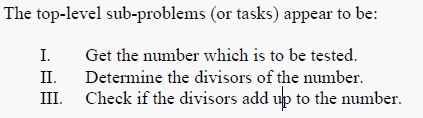 The top-level sub-problems (or tasks) appear to be:
I. Get the number which is to be tested.
II. Determine the divisors of the number.
III. Check if the divisors add up to the number.